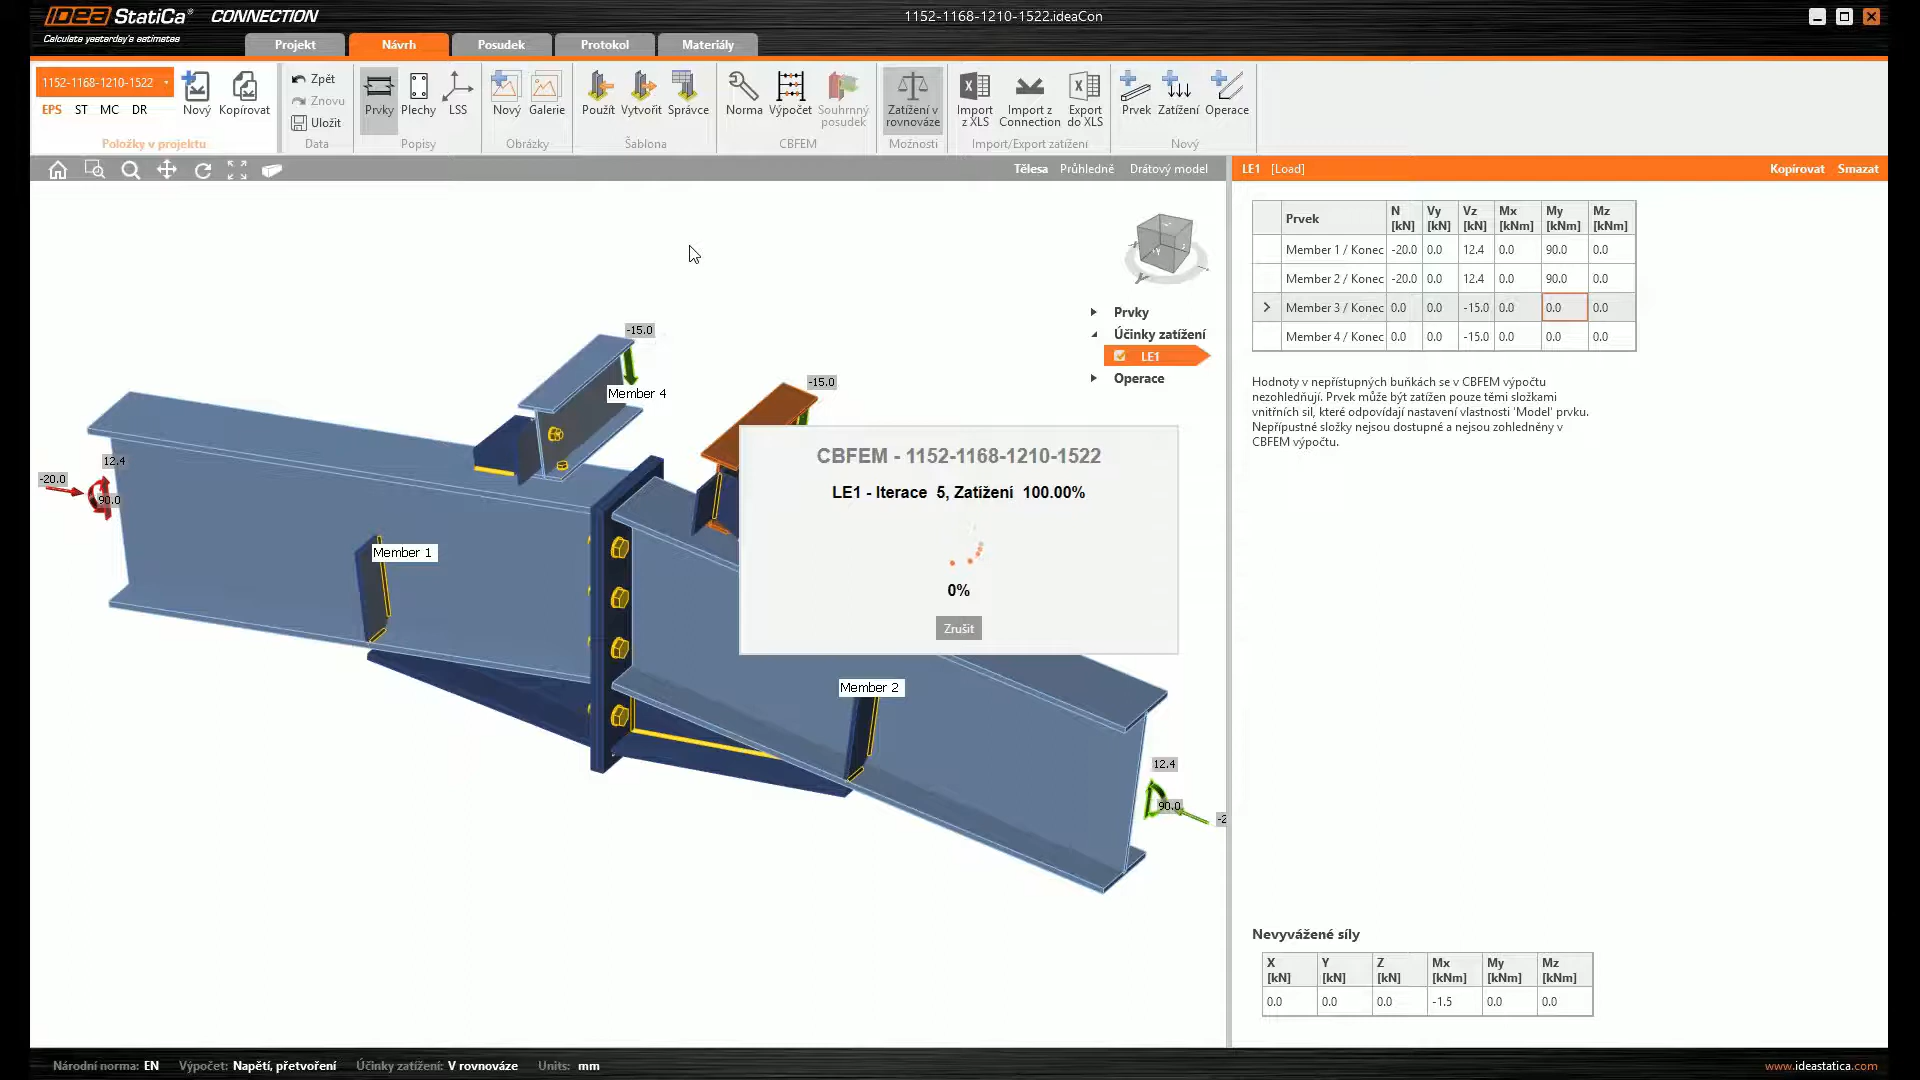 IDEA StatiCa® CONNECTION
Calculate yesterday's estimates
1152-1168-1210-1522.ideaCon
Projekt Návrh Posudek Protokol Materiály
1152-1168-1210-1522
EPS ST MC DR
Nový Kopírovat
Položky v projektu
Zpět
Znovu
Uložit
Data
Prvky Plechy LSS
Popisy
Nový Galerie
Obrázky
Použít Vytvořit Správce
Šablona
Norma Výpočet Souhrnný
posudek
CBFEM
Zatížení v
rovnováze
Možnosti
Import
z XLS
Import z
Connection
Export
do XLS
Import/Export zatížení
Prvek Zatížení Operace
Nový
Tělesa Průhledně Drátový model
LE1 [Load] Kopírovat Smazat
Prvky
Účinky zatížení
LE1
Operace
-15.0
Member 4
-15.0
12.4
-20.0
90.0
Member 1
Member 2
12.4
90.0
-2
CBFEM - 1152-1168-1210-1522
LE1 - Iterace 5, Zatížení 100.00%
0%
Zrušit
Prvek N [kN] Vy [kN] Vz [kN] Mx [kNm] My [kNm] Mz [kNm]
Member 1 / Konec -20.0 0.0 12.4 0.0 90.0 0.0
Member 2 / Konec -20.0 0.0 12.4 0.0 90.0 0.0
Member 3 / Konec 0.0 0.0 -15.0 0.0 0.0 0.0
Member 4 / Konec 0.0 0.0 -15.0 0.0 0.0 0.0
Hodnoty v nepřístupných buňkách se v CBFEM výpočtu
nezohledňují. Prvek může být zatížen pouze těmi složkami
vnitřních sil, které odpovídají nastavení vlastnosti 'Model' prvku.
Nepřípustné složky nejsou dostupné a nejsou zohledněny v
CBFEM výpočtu.
Nevyvážené síly
X [kN] Y [kN] Z [kN] Mx [kNm] My [kNm] Mz [kNm]
0.0 0.0 0.0 -1.5 0.0 0.0
Národní norma: EN Výpočet: Napětí, přetvoření Účinky zatížení: V rovnováze Units: mm
www.ideastatica.com